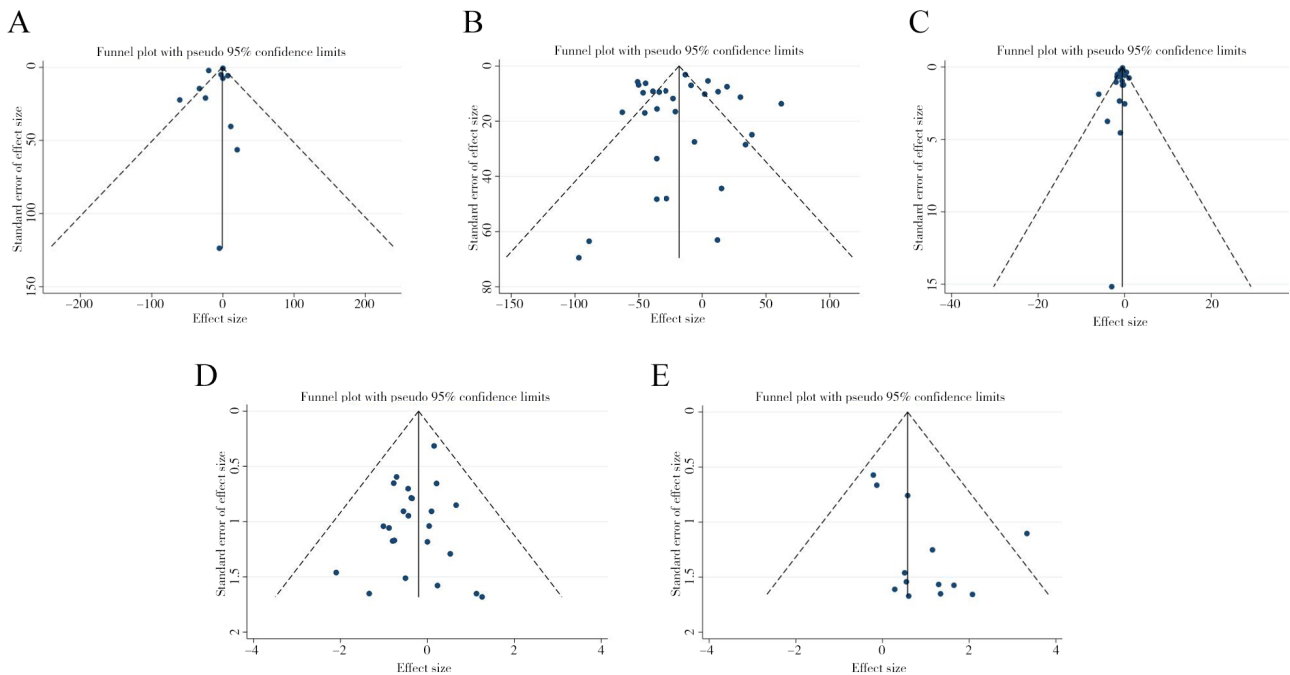 A
Funnel plot with pseudo 95% confidence limits
Standard error of effect size
0
50
100
150
−200
−100
0
100
200
Effect size
B
Funnel plot with pseudo 95% confidence limits
Standard error of effect size
0
20
40
60
80
−150
−100
−50
0
50
100
Effect size
C
Funnel plot with pseudo 95% confidence limits
Standard error of effect size
0
5
10
15
−40
−20
0
20
Effect size
D
Funnel plot with pseudo 95% confidence limits
Standard error of effect size
0
0.5
1
1.5
2
−4
−2
0
2
4
Effect size
E
Funnel plot with pseudo 95% confidence limits
Standard error of effect size
0
0.5
1
1.5
2
−4
−2
0
2
4
Effect size